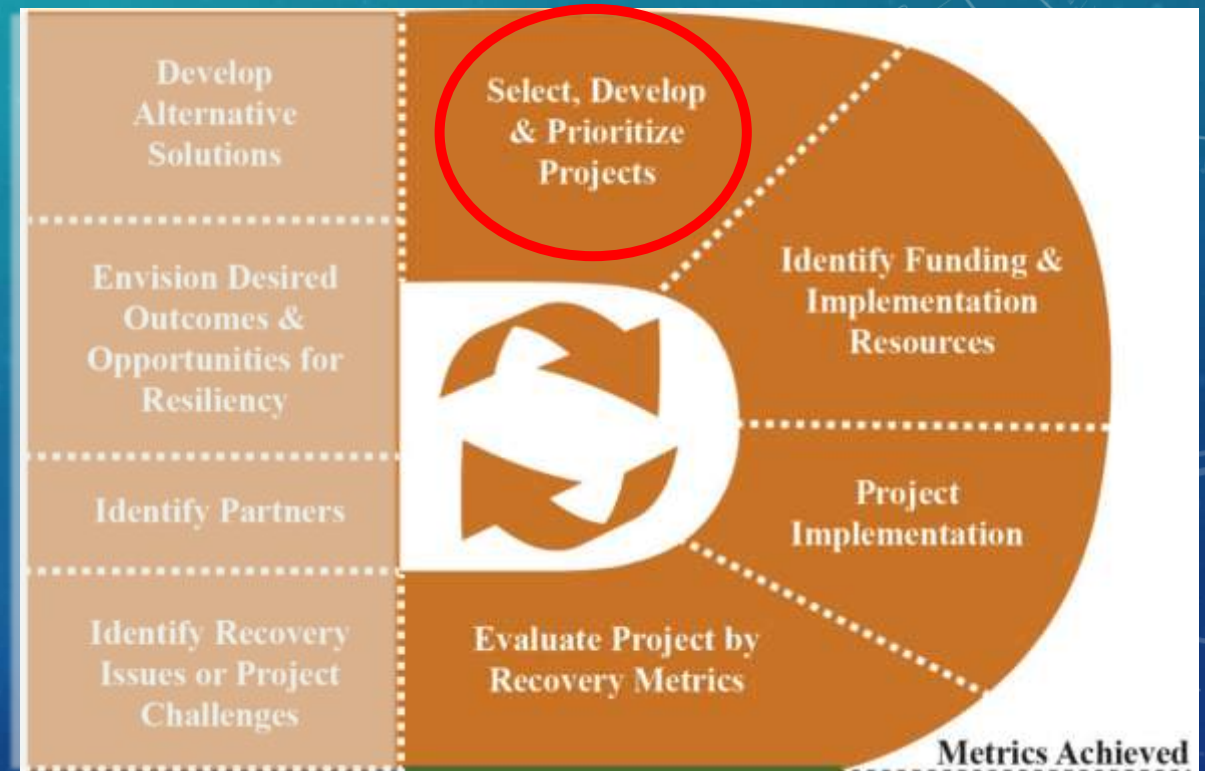 Develop
Alternative
Solutions
Select, Develop
& Prioritize
Projects
Envision Desired
Outcomes &
Opportunities for
Resiliency
Identify Funding &
Implementation
Resources
Identify Partners
Project
Implementation
Identify Recovery
Issues or Project
Challenges
Evaluate Project by
Recovery Metrics
Metrics Achieved